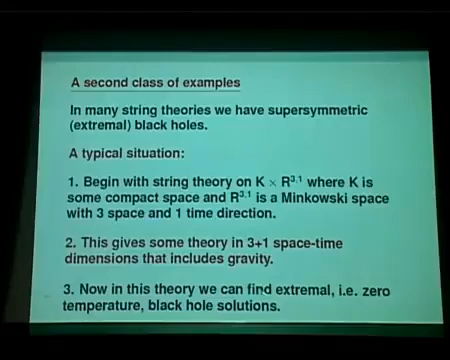 A second class of examples
In many string theories we have supersymmetric
(extremal) black holes.
A typical situation:
1. Begin with string theory on K × R³,¹ where K is
some compact space and R³,¹ is a Minkowski space
with 3 space and 1 time direction.
2. This gives some theory in 3+1 space-time
dimensions that includes gravity.
3. Now in this theory we can find extremal, i.e. zero
temperature, black hole solutions.